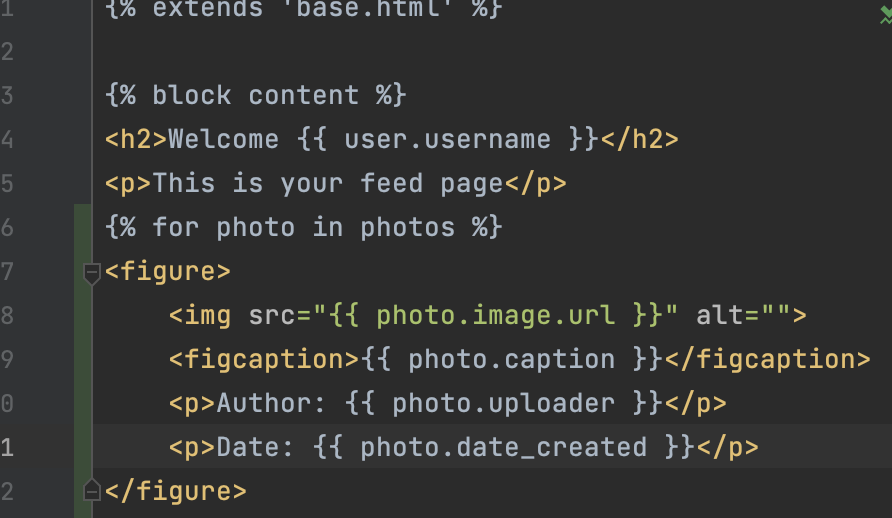 1 {% extends 'base.html' %}
2
3 {% block content %}
4 <h2>Welcome {{ user.username }}</h2>
5 <p>This is your feed page</p>
6 {% for photo in photos %}
7 <figure>
8     <img src="{{ photo.image.url }}" alt="">
9     <figcaption>{{ photo.caption }}</figcaption>
0     <p>Author: {{ photo.uploader }}</p>
1     <p>Date: {{ photo.date_created }}</p>
2 </figure>